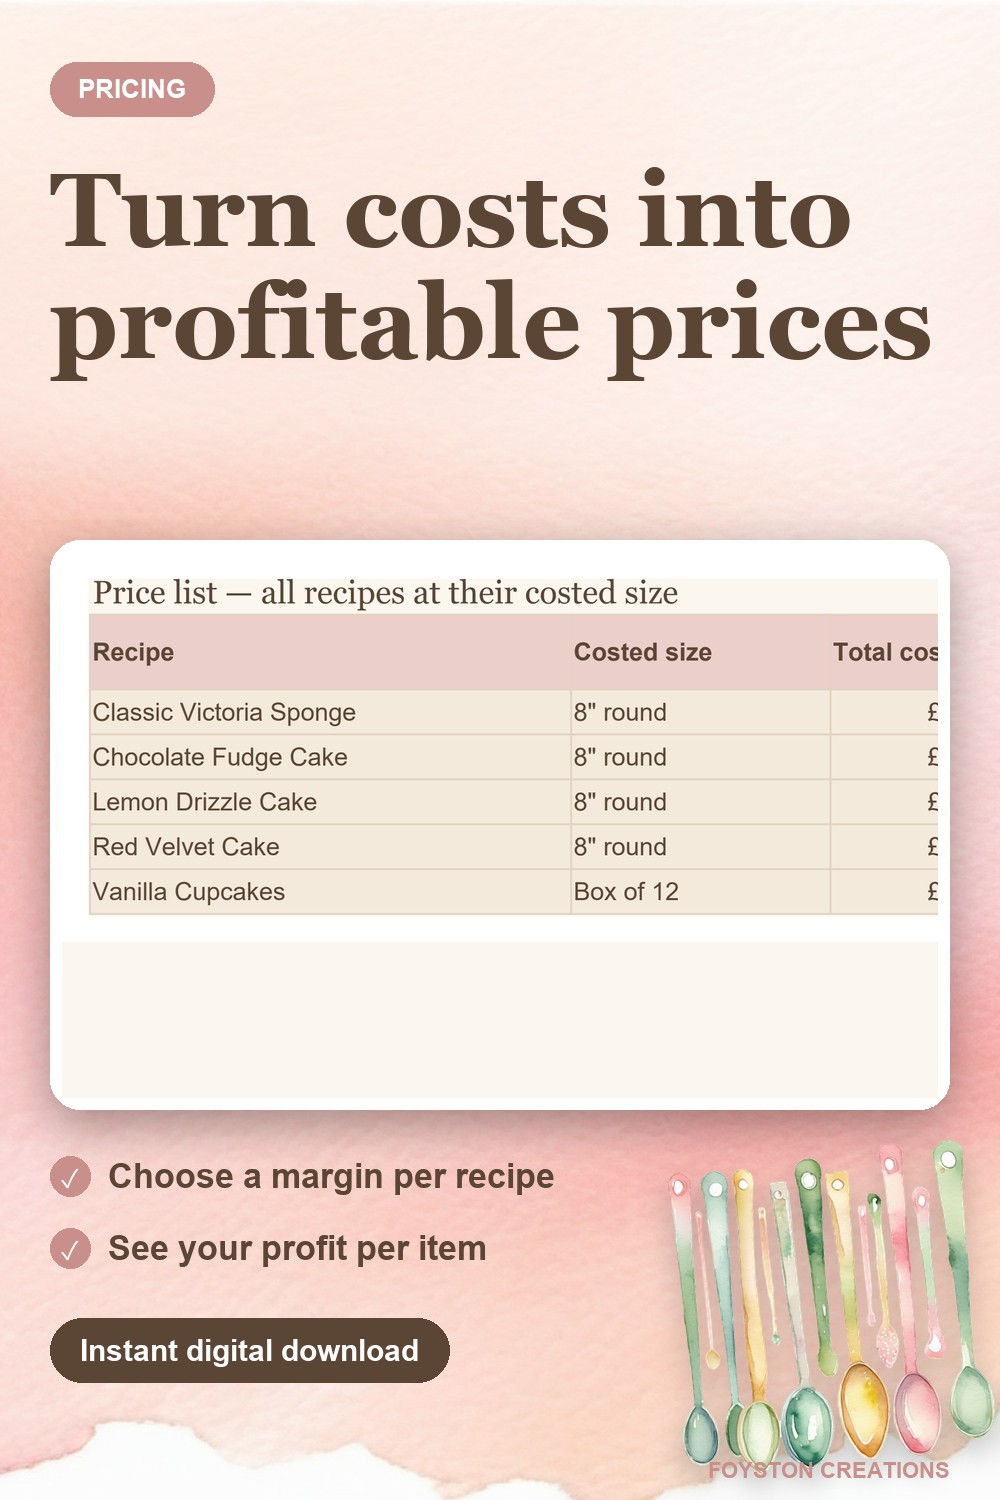 PRICING
Turn costs into
profitable prices
Price list — all recipes at their costed size
Recipe Costed size Total cos
Classic Victoria Sponge 8" round £
Chocolate Fudge Cake 8" round £
Lemon Drizzle Cake 8" round £
Red Velvet Cake 8" round £
Vanilla Cupcakes Box of 12 £
✓ Choose a margin per recipe
✓ See your profit per item
Instant digital download
FOYSTON CREATIONS